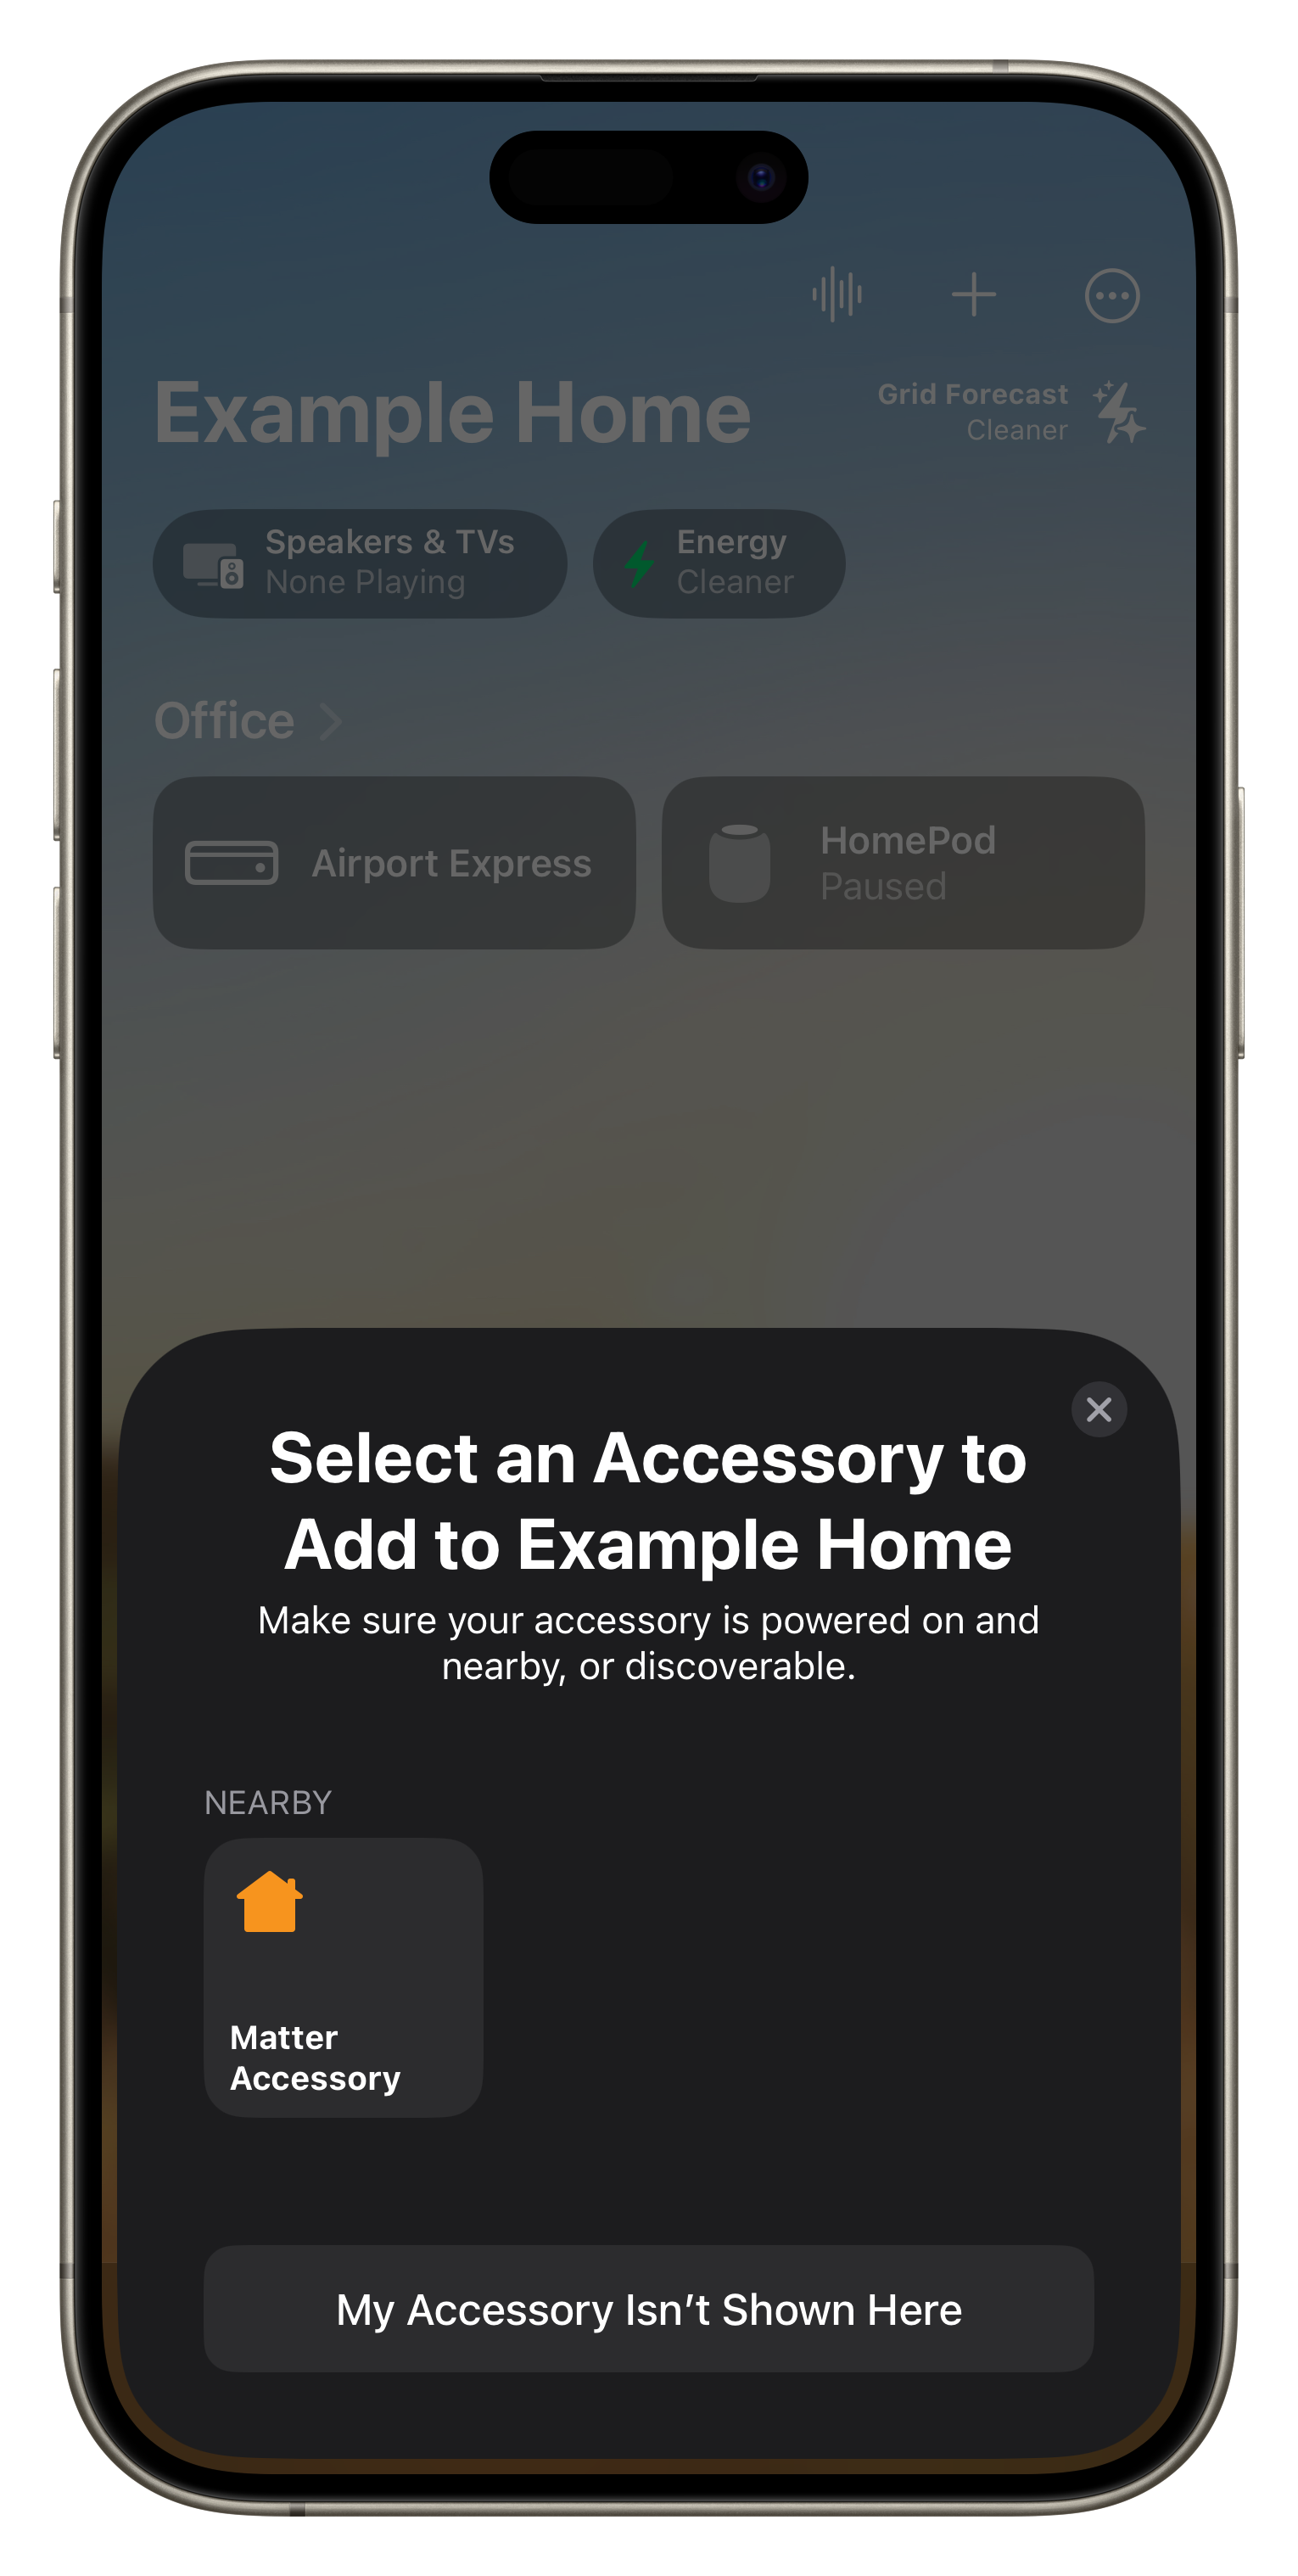 Example Home
Grid Forecast
Cleaner
Speakers & TVs
None Playing
Energy
Cleaner
Office
Airport Express
HomePod
Paused
Select an Accessory to
Add to Example Home
Make sure your accessory is powered on and
nearby, or discoverable.
NEARBY
Matter
Accessory
My Accessory Isn’t Shown Here